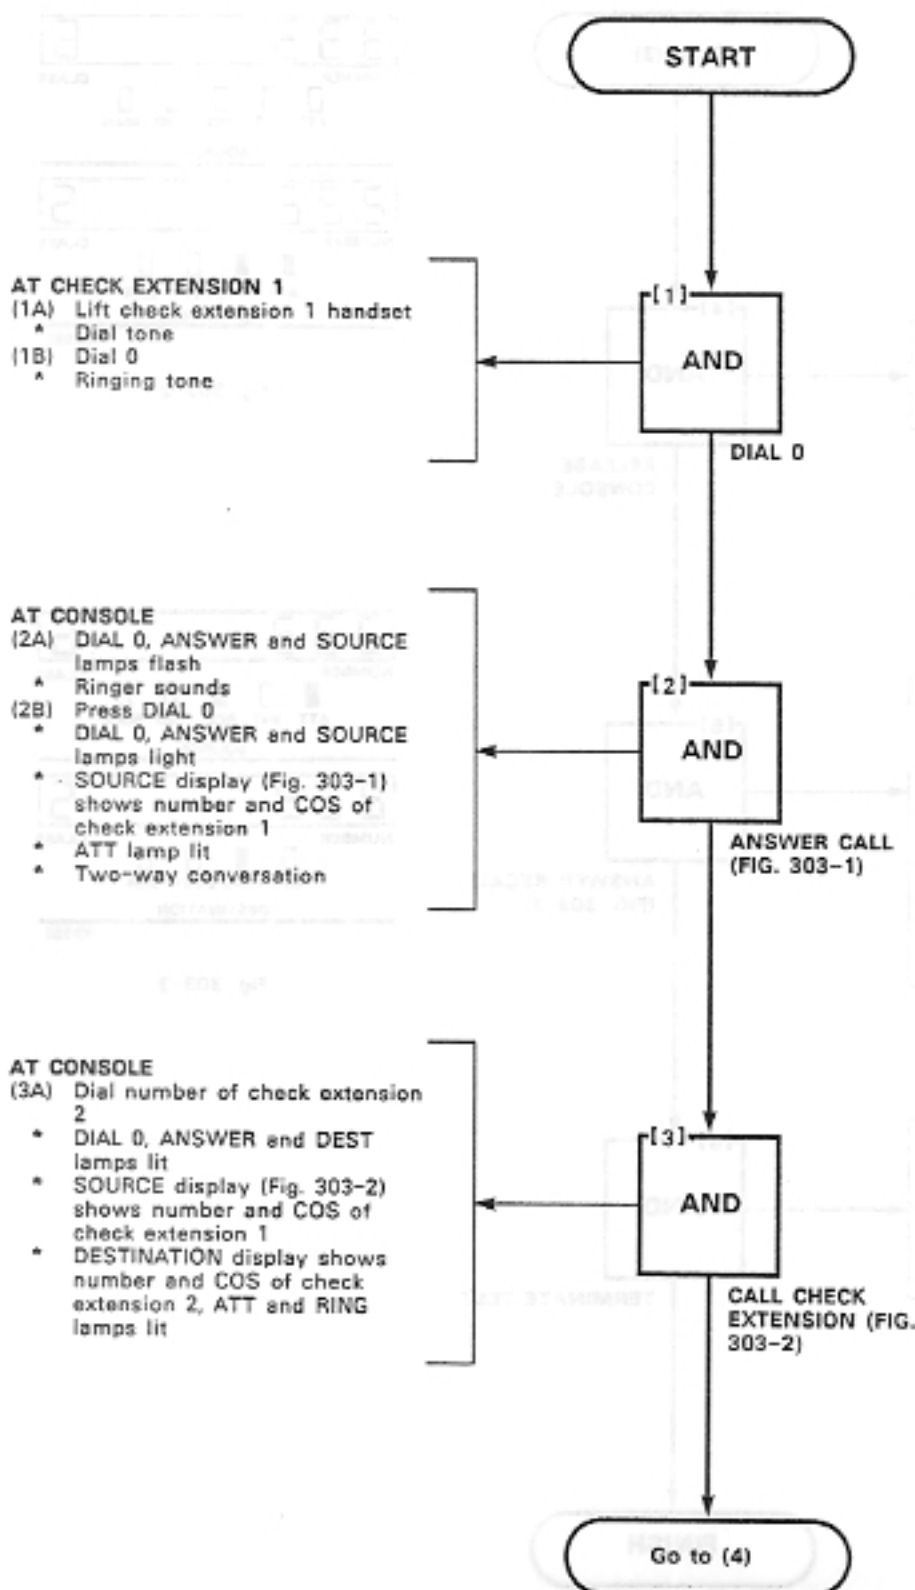 START
AT CHECK EXTENSION 1
(1A) Lift check extension 1 handset
* Dial tone
(1B) Dial 0
* Ringing tone
[1]
AND
DIAL 0
AT CONSOLE
(2A) DIAL 0, ANSWER and SOURCE
lamps flash
* Ringer sounds
(2B) Press DIAL 0
* DIAL 0, ANSWER and SOURCE
lamps light
* SOURCE display (Fig. 303-1)
shows number and COS of
check extension 1
* ATT lamp lit
* Two-way conversation
[2]
AND
ANSWER CALL
(FIG. 303-1)
AT CONSOLE
(3A) Dial number of check extension
2
* DIAL 0, ANSWER and DEST
lamps lit
* SOURCE display (Fig. 303-2)
shows number and COS of
check extension 1
* DESTINATION display shows
number and COS of check
extension 2, ATT and RING
lamps lit
[3]
AND
CALL CHECK
EXTENSION (FIG.
303-2)
Go to (4)